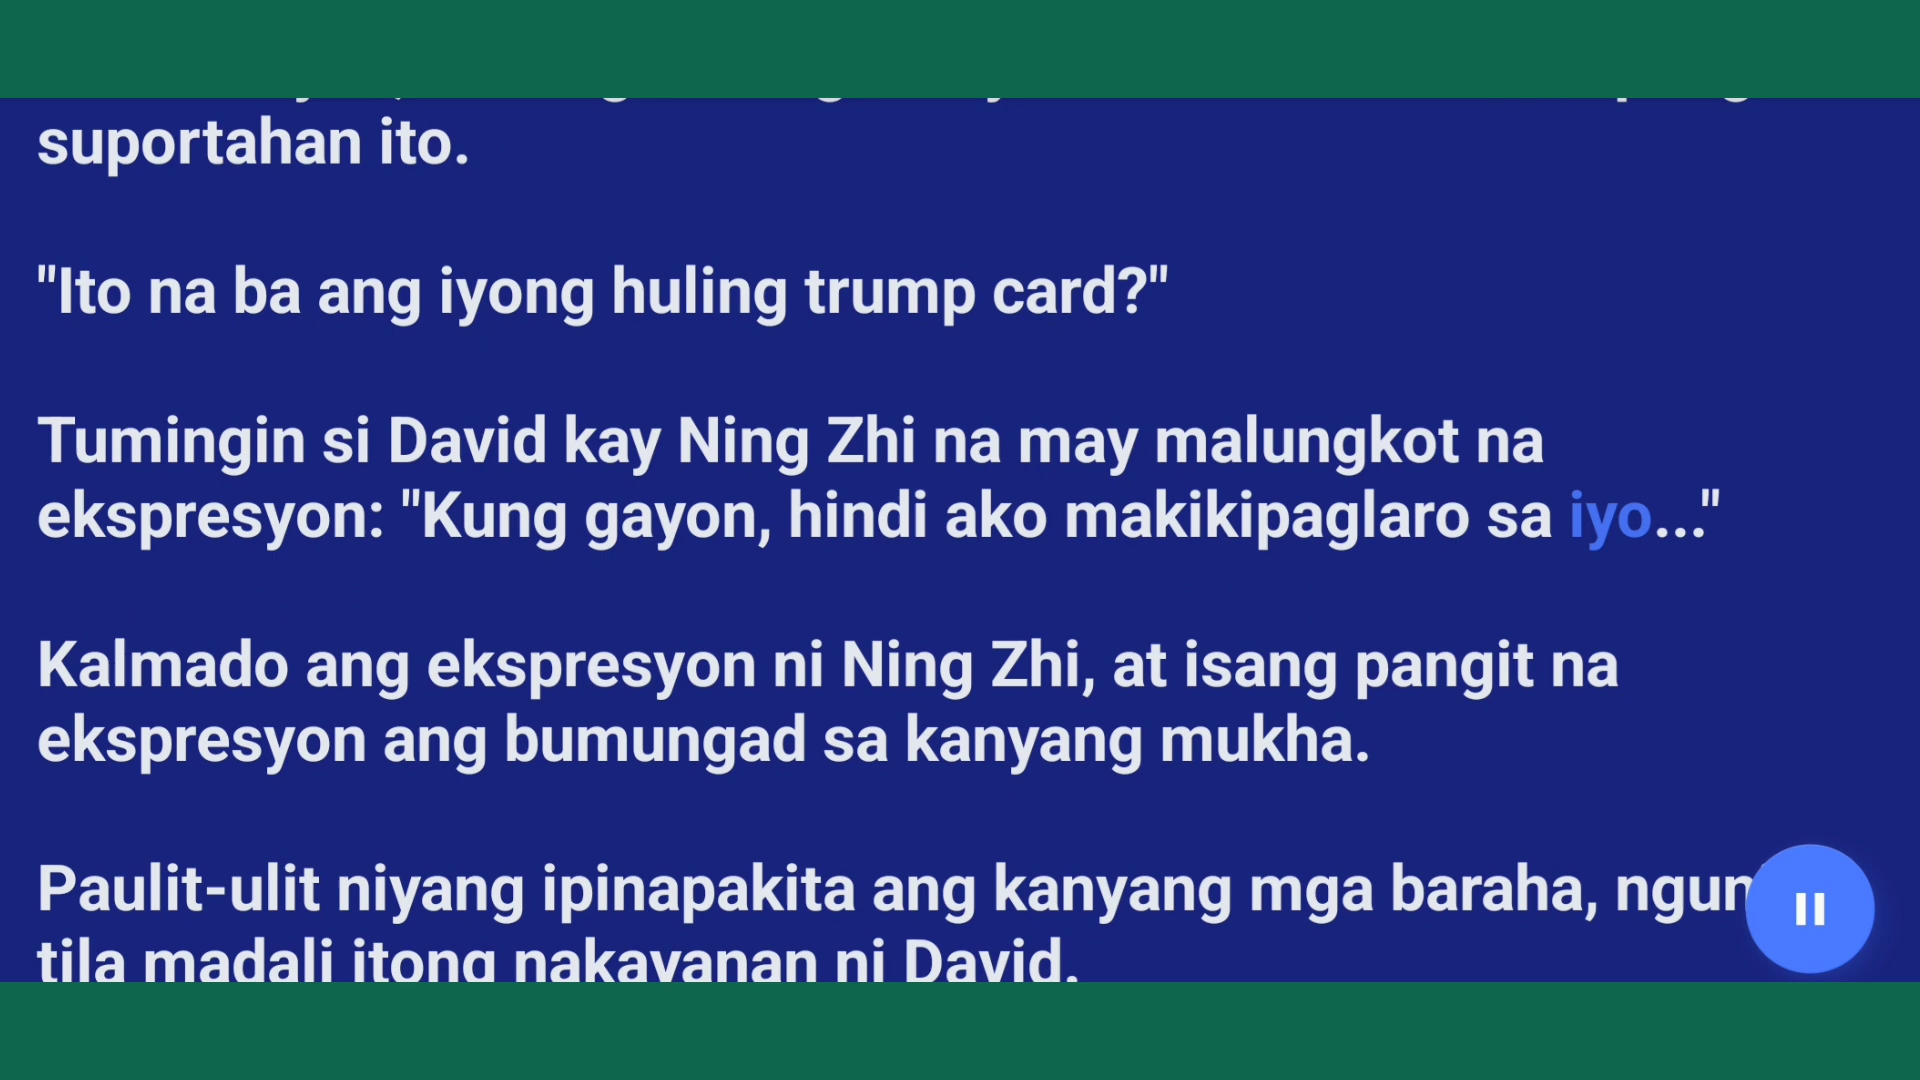 suportahan ito.
"Ito na ba ang iyong huling trump card?"
Tumingin si David kay Ning Zhi na may malungkot na
ekspresyon: "Kung gayon, hindi ako makikipaglaro sa iyo..."
Kalmado ang ekspresyon ni Ning Zhi, at isang pangit na
ekspresyon ang bumungad sa kanyang mukha.
Paulit-ulit niyang ipinapakita ang kanyang mga baraha,
tila madali itong nakayanan ni David.